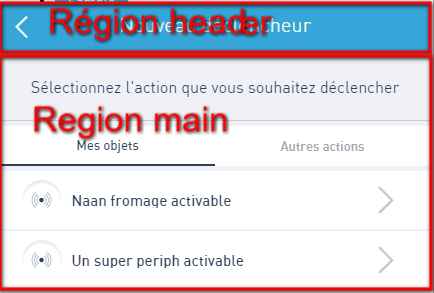 Région header
Nouveau déclencheur
Sélectionnez l'action que vous souhaitez déclencher
Region main
Mes objets
Autres actions
Naan fromage activable
Un super periph activable